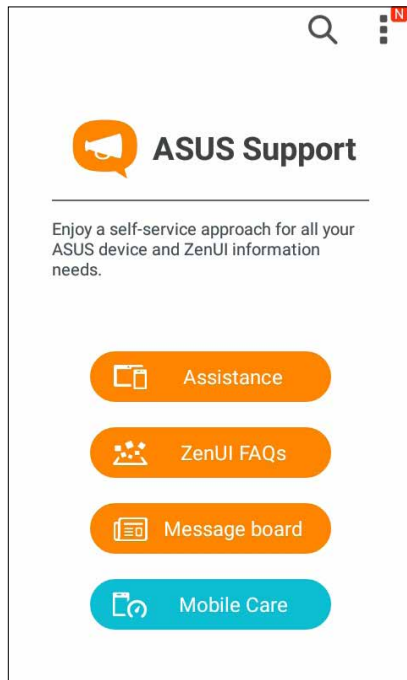 N
ASUS Support
Enjoy a self-service approach for all your
ASUS device and ZenUI information
needs.
Assistance
ZenUI FAQs
Message board
Mobile Care